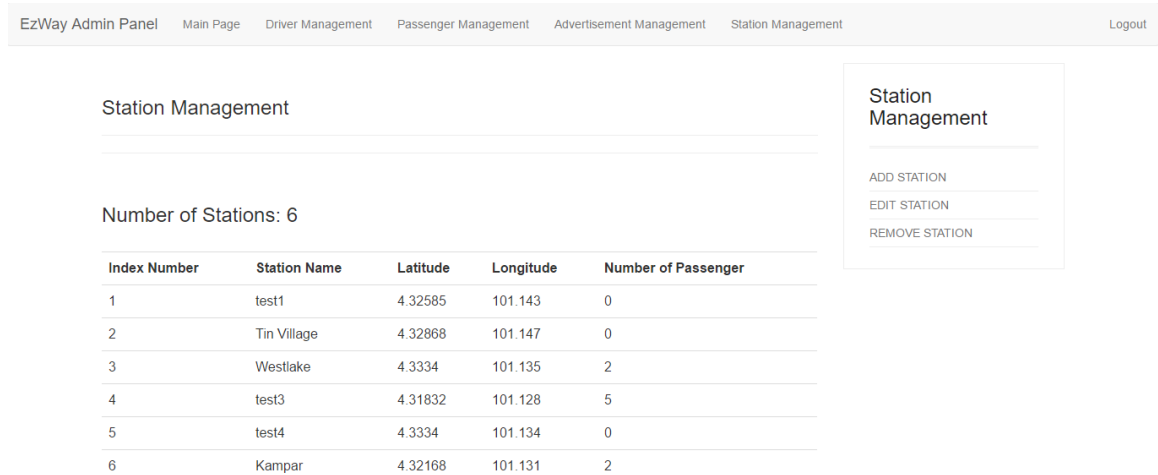 EzWay Admin Panel Main Page Driver Management Passenger Management Advertisement Management Station Management Logout
Station Management
Number of Stations: 6
Index Number Station Name Latitude Longitude Number of Passenger
1 test1 4.32585 101.143 0
2 Tin Village 4.32868 101.147 0
3 Westlake 4.3334 101.135 2
4 test3 4.31832 101.128 5
5 test4 4.3334 101.134 0
6 Kampar 4.32168 101.131 2
Station
Management
ADD STATION
EDIT STATION
REMOVE STATION